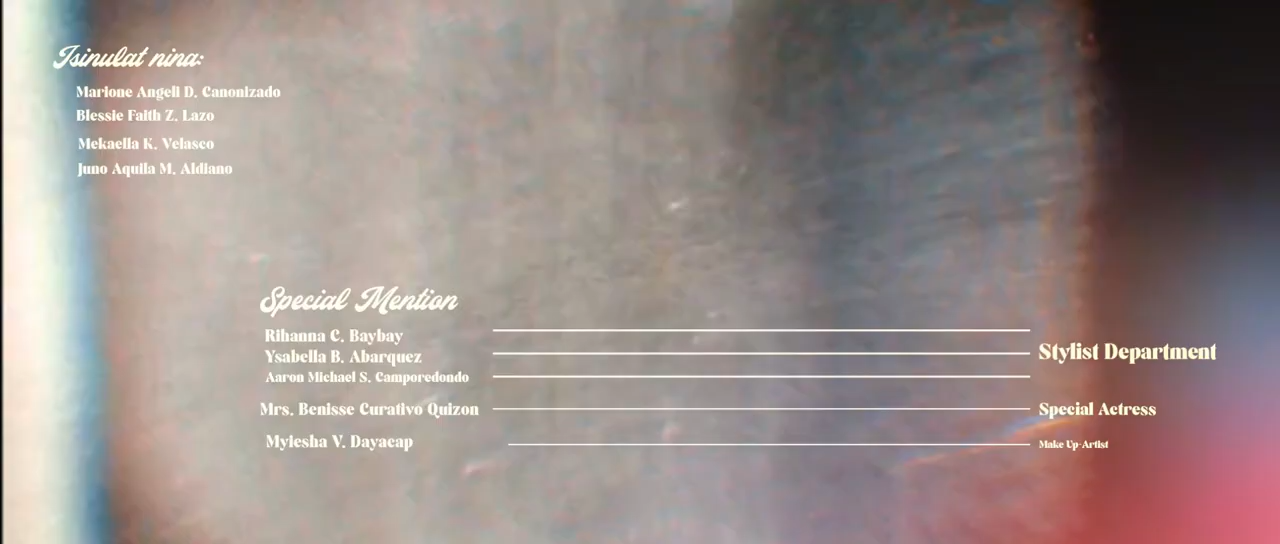 Isinulat nina:
Marione Angeli D. Canonizado
Blessie Faith Z. Lazo
Mekaella K. Velasco
Juno Aquila M. Aldiano
Special Mention
Rihanna C. Baybay
Ysabella B. Abarquez
Stylist Department
Aaron Michael S. Camporedondo
Mrs. Benisse Curativo Quizon Special Actress
Mylesha V. Dayacap Make Up-Artist